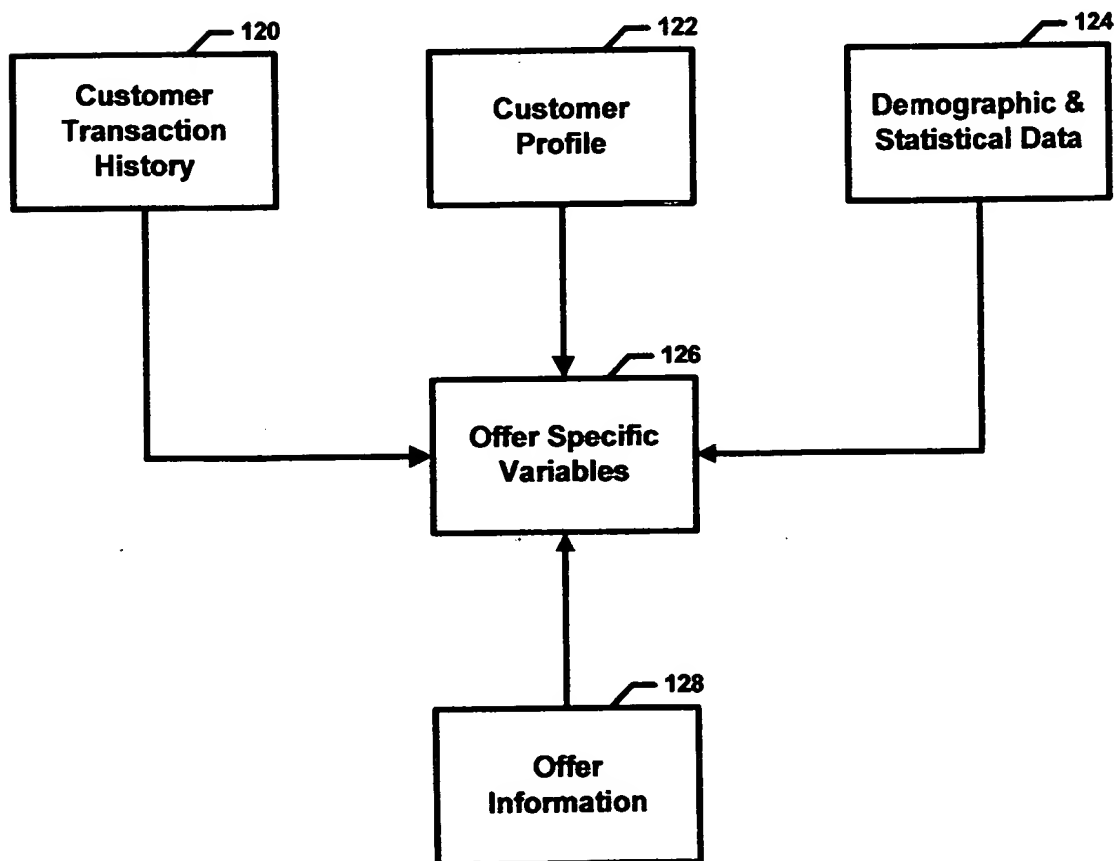 120
Customer
Transaction
History
122
Customer
Profile
124
Demographic &
Statistical Data
126
Offer Specific
Variables
128
Offer
Information